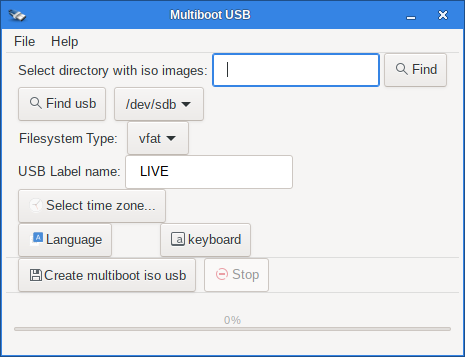 Multiboot USB
File Help
Select directory with iso images: Find
Find usb /dev/sdb
Filesystem Type: vfat
USB Label name: LIVE
Select time zone...
Language keyboard
Create multiboot iso usb Stop
0%